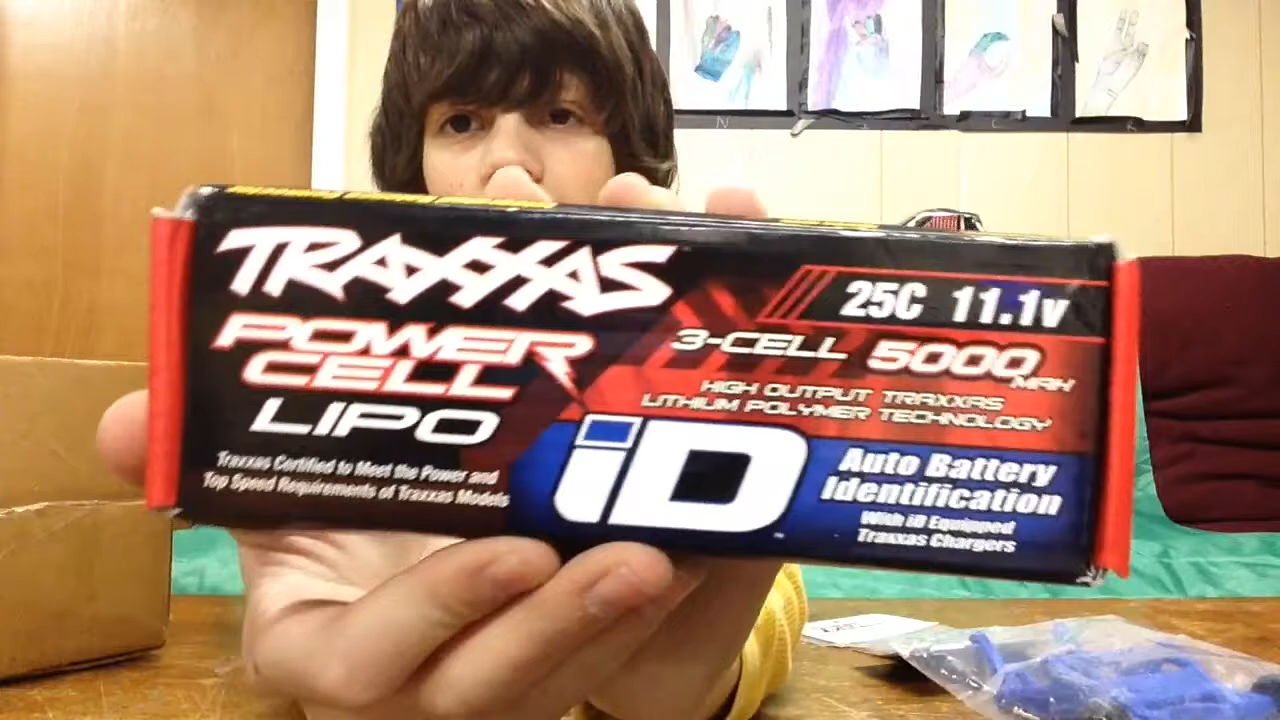 TRAXXAS
POWER
CELL
LIPO
Traxxas Certified to Meet the Power and
Top Speed Requirements of Traxxas Models
25C 11.1v
3-CELL 5000 MAH
HIGH OUTPUT TRAXXAS
LITHIUM POLYMER TECHNOLOGY
iD
Auto Battery
Identification
With iD Equipped
Traxxas Chargers